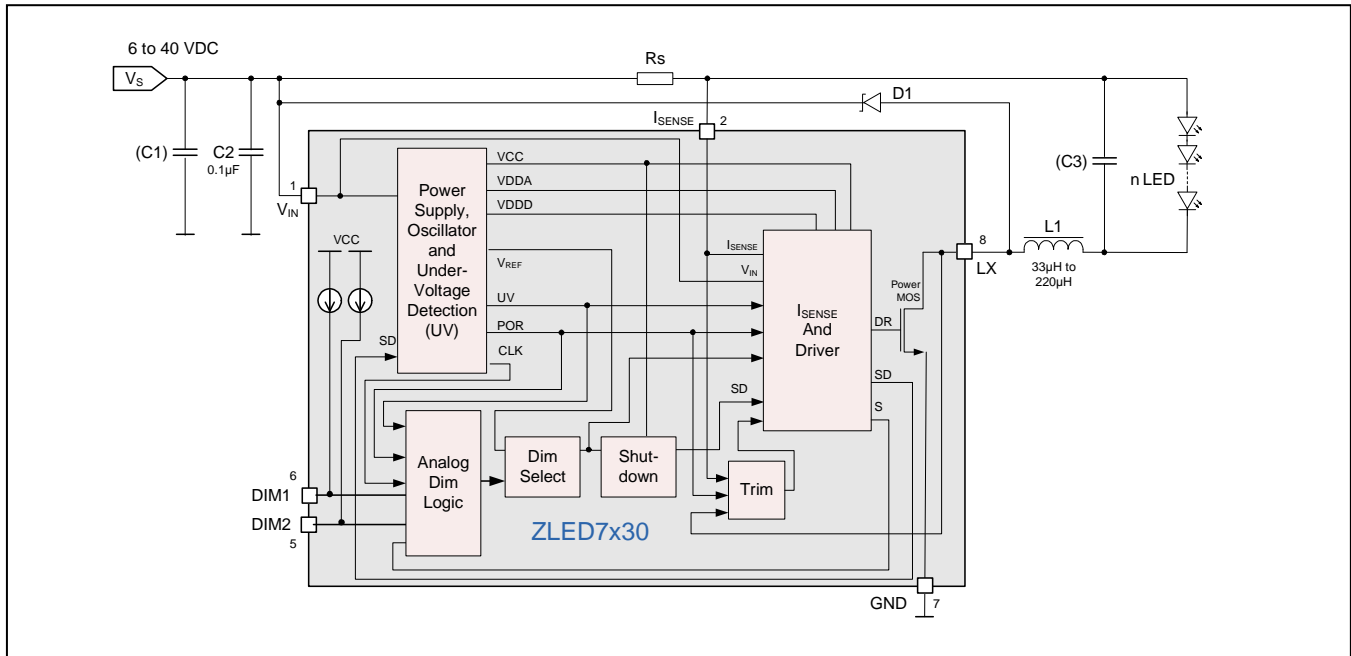 6 to 40 VDC
VS
Rs
D1
ISENSE
2
(C1)
C2
0.1µF
(C3)
n LED
1
VIN
Power
Supply,
Oscillator
and
Under-
Voltage
Detection
(UV)
VCC
VDDA
VDDD
VREF
UV
POR
CLK
SD
VCC
ISENSE
VIN
ISENSE
And
Driver
Power
MOS
DR
SD
S
8
LX
L1
33µH to
220µH
SD
Analog
Dim
Logic
Dim
Select
Shut-
down
Trim
6
DIM1
DIM2
5
ZLED7x30
GND
7